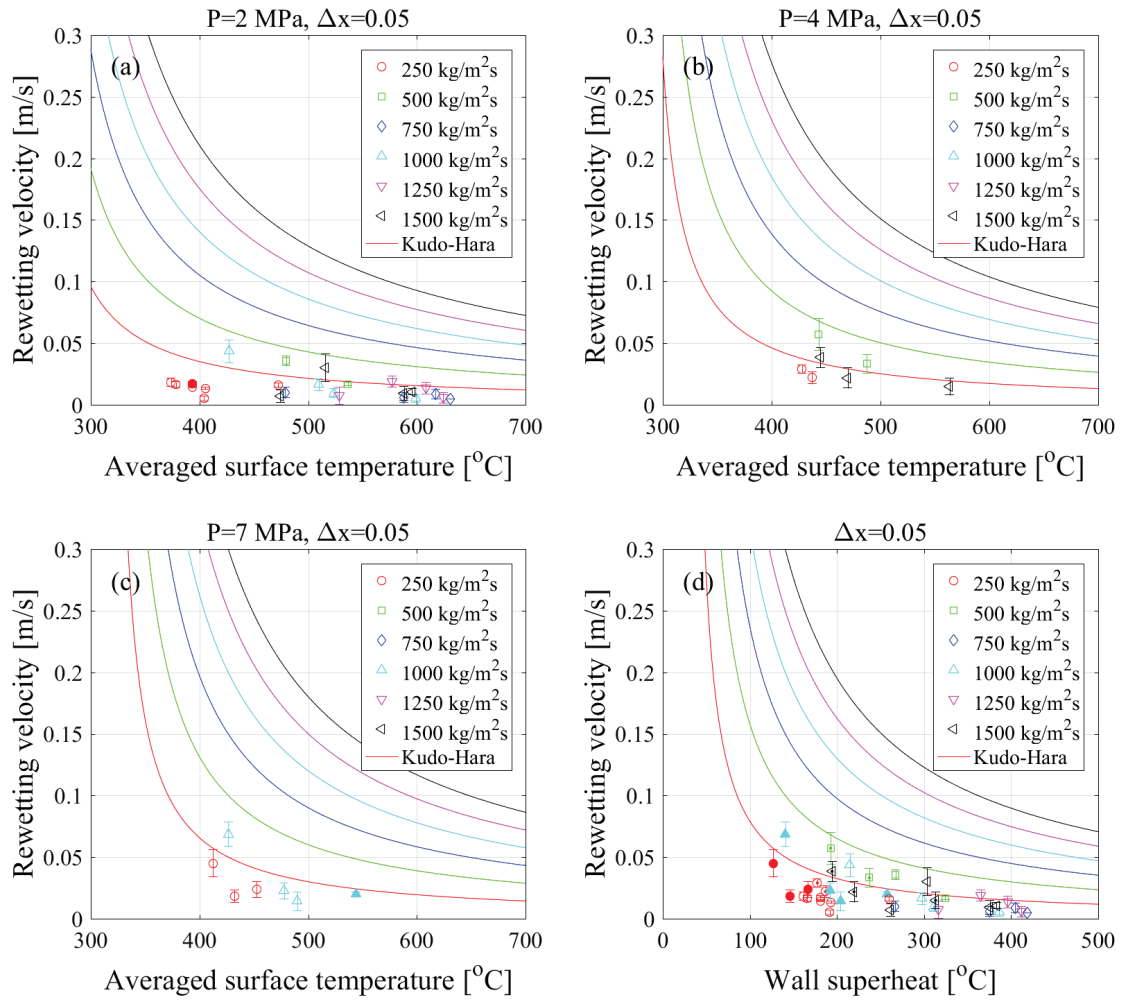 P=2 MPa, Δx=0.05
(a)
0.3
0.25
0.2
0.15
0.1
0.05
0
300 400 500 600 700
Rewetting velocity [m/s]
Averaged surface temperature [°C]
250 kg/m²s
500 kg/m²s
750 kg/m²s
1000 kg/m²s
1250 kg/m²s
1500 kg/m²s
Kudo-Hara
P=4 MPa, Δx=0.05
(b)
0.3
0.25
0.2
0.15
0.1
0.05
0
300 400 500 600 700
Rewetting velocity [m/s]
Averaged surface temperature [°C]
250 kg/m²s
500 kg/m²s
750 kg/m²s
1000 kg/m²s
1250 kg/m²s
1500 kg/m²s
Kudo-Hara
P=7 MPa, Δx=0.05
(c)
0.3
0.25
0.2
0.15
0.1
0.05
0
300 400 500 600 700
Rewetting velocity [m/s]
Averaged surface temperature [°C]
250 kg/m²s
500 kg/m²s
750 kg/m²s
1000 kg/m²s
1250 kg/m²s
1500 kg/m²s
Kudo-Hara
Δx=0.05
(d)
0.3
0.25
0.2
0.15
0.1
0.05
0
0 100 200 300 400 500
Rewetting velocity [m/s]
Wall superheat [°C]
250 kg/m²s
500 kg/m²s
750 kg/m²s
1000 kg/m²s
1250 kg/m²s
1500 kg/m²s
Kudo-Hara